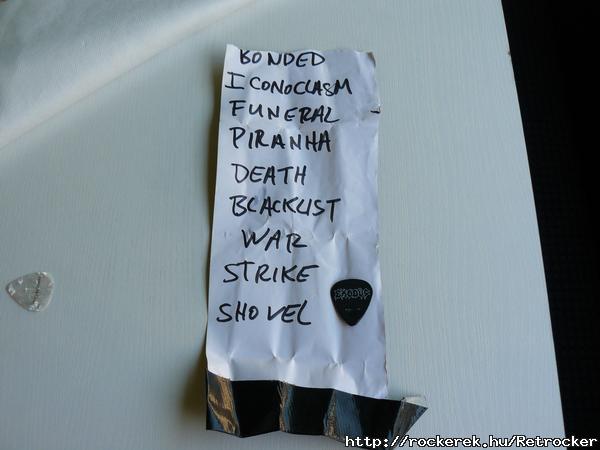 BONDED
ICONOCLASM
FUNERAL
PIRANHA
DEATH
BLACKLIST
WAR
STRIKE
SHOVEL
EXODUS
http://rockerek.hu/Retrocker